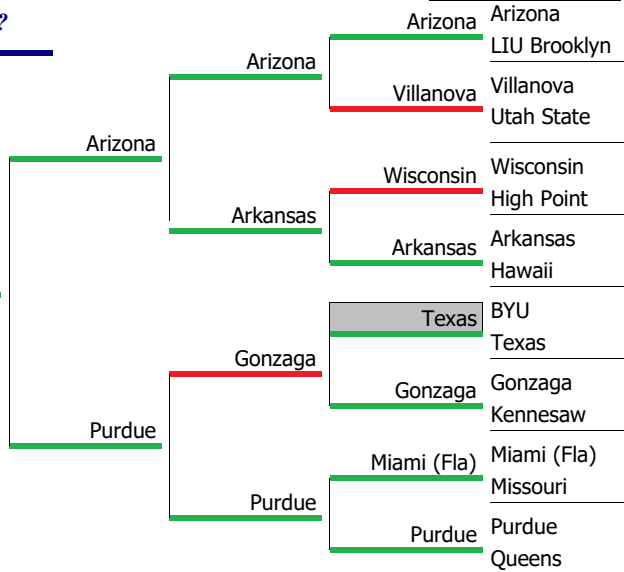 ?
Arizona
Arizona
LIU Brooklyn
Arizona
Villanova
Villanova
Utah State
Arizona
Wisconsin
Wisconsin
High Point
Arkansas
Arkansas
Arkansas
Hawaii
Texas
BYU
Texas
Gonzaga
Gonzaga
Gonzaga
Kennesaw
Purdue
Miami (Fla)
Miami (Fla)
Missouri
Purdue
Purdue
Purdue
Queens